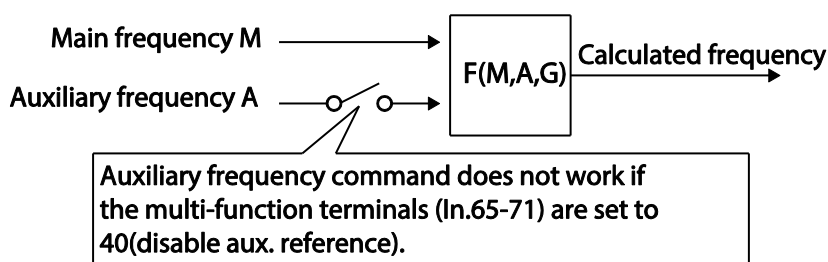 Main frequency M
Auxiliary frequency A
F(M,A,G)
Calculated frequency
Auxiliary frequency command does not work if
the multi-function terminals (In.65-71) are set to
40(disable aux. reference).